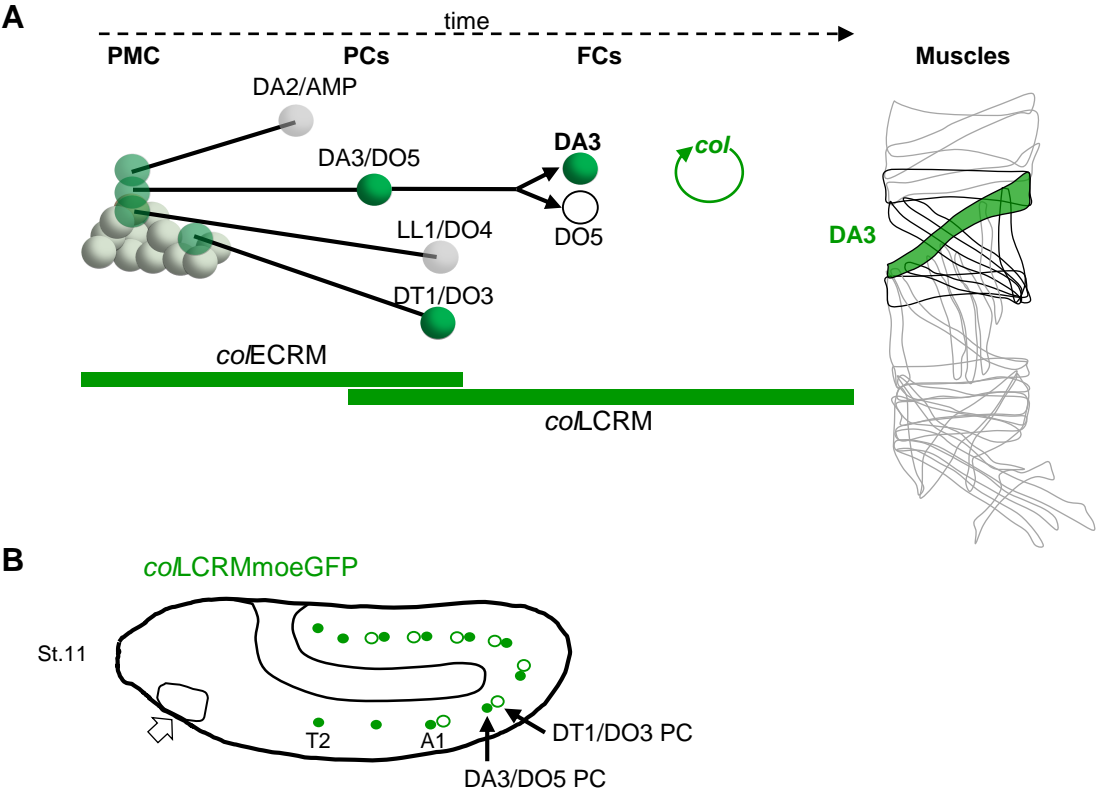 A
time
PMC PCs FCs Muscles
DA2/AMP
DA3/DO5
DA3
col
DO5
LL1/DO4
DA3
DT1/DO3
colECRM
colLCRM
B
colLCRMmoeGFP
St.11
T2 A1
DT1/DO3 PC
DA3/DO5 PC